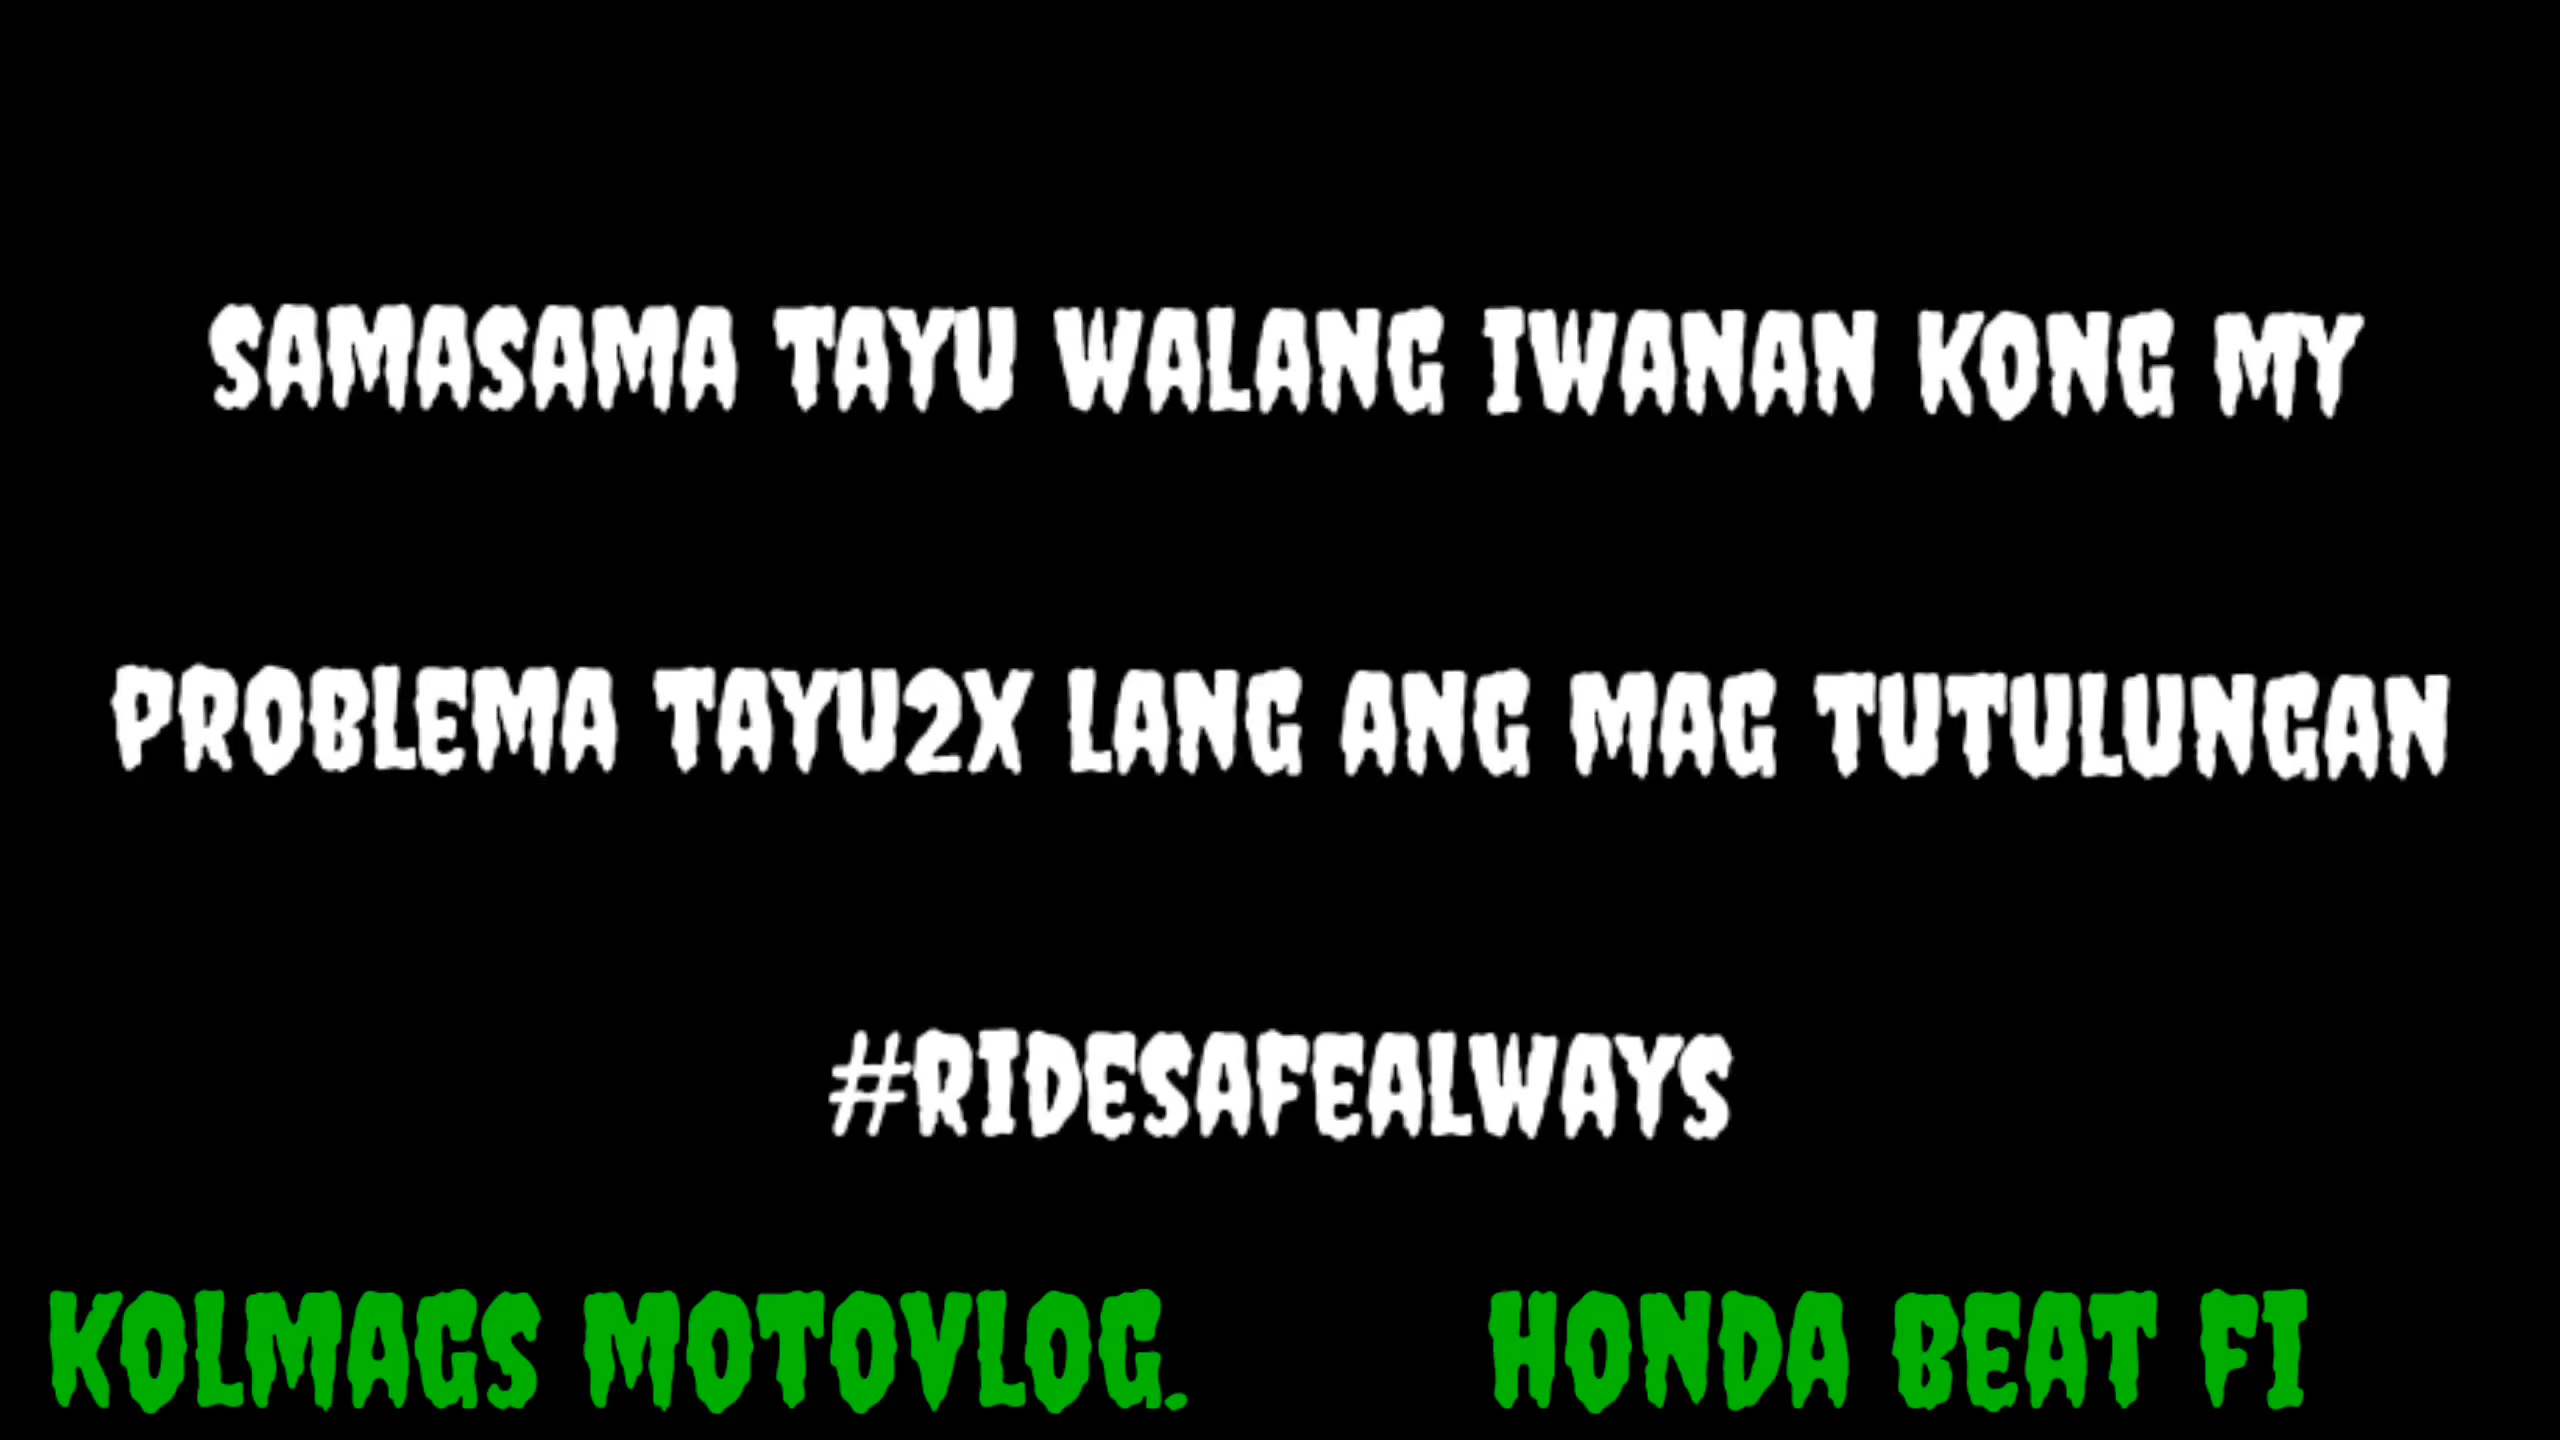 SAMASAMA TAYU WALANG IWANAN KONG MY
PROBLEMA TAYU2X LANG ANG MAG TUTULUNGAN
#RIDESAFEALWAYS
KOLMAGS MOTOVLOG. HONDA BEAT FI